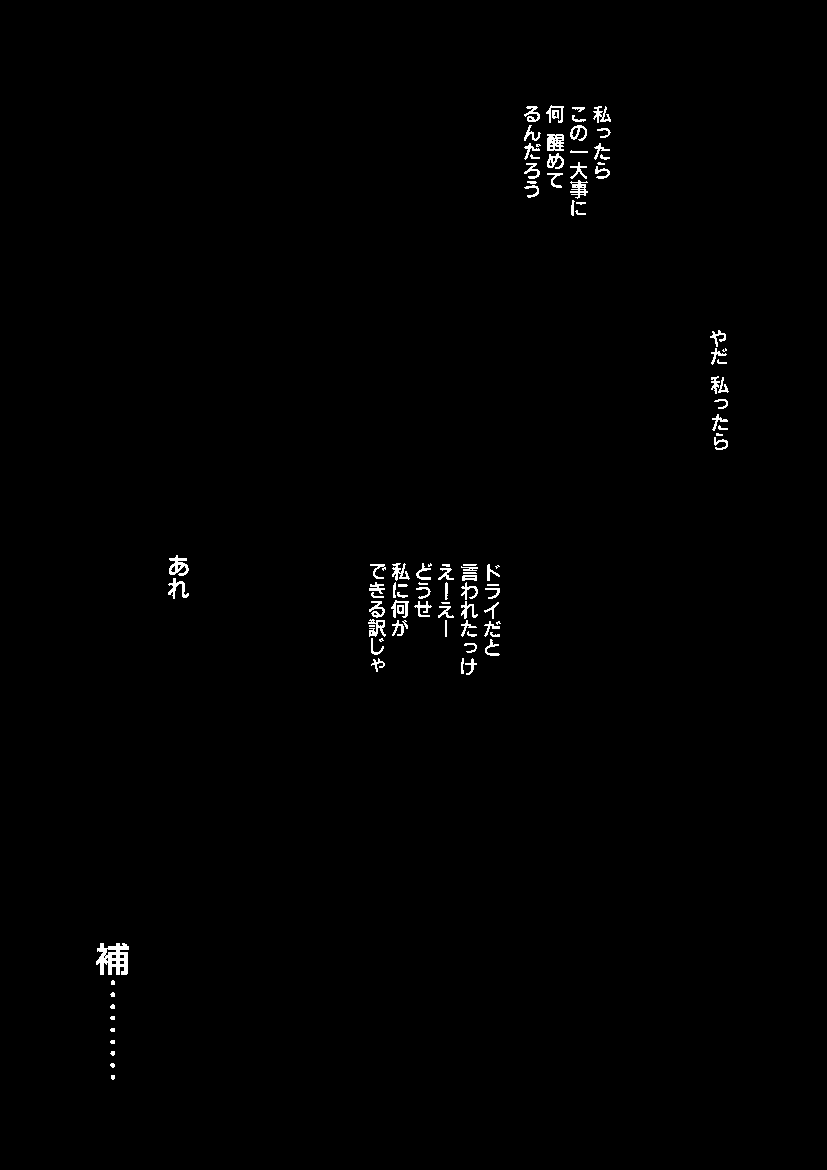 やだ 私ったら
私ったら
この一大事に
何 醒めて
るんだろう
ドライだと
言われたっけ
えーえー
どうせ
私に何が
できる訳じゃ
あれ
補………